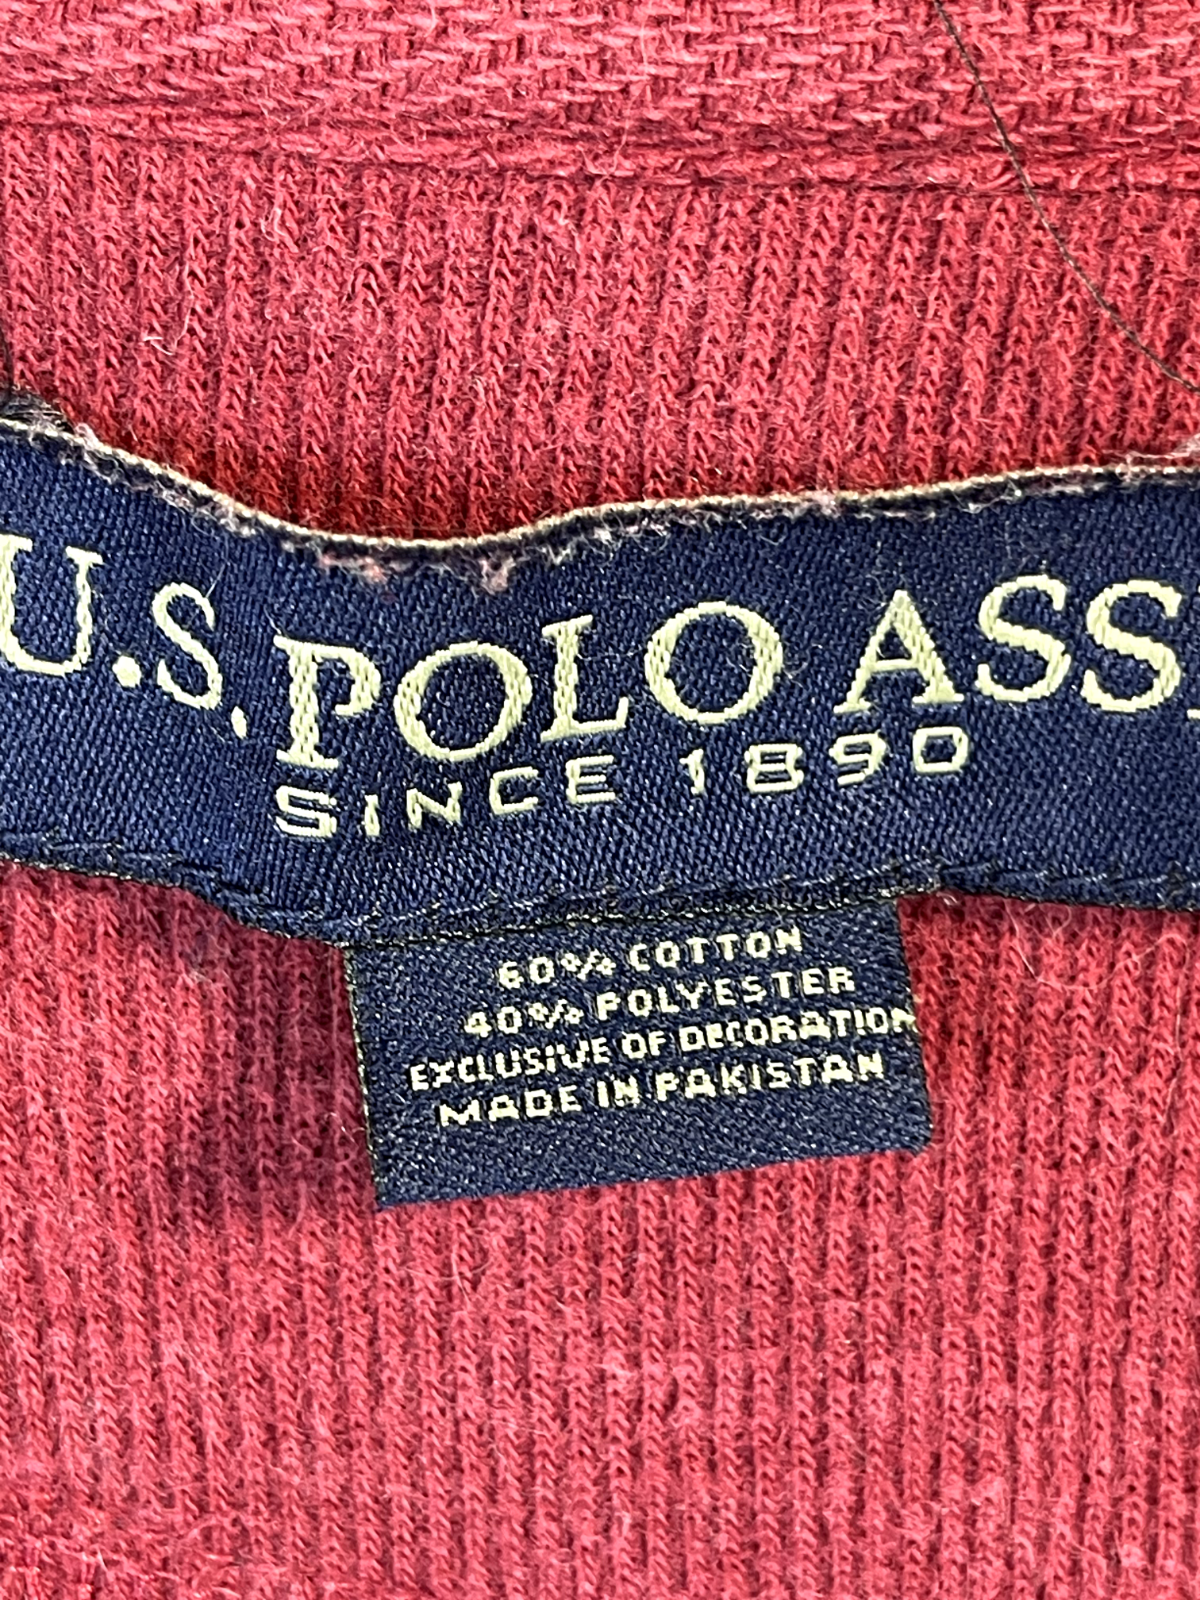 U.S. POLO ASS
SINCE 1890
60% COTTON
40% POLYESTER
EXCLUSIVE OF DECORATION
MADE IN PAKISTAN